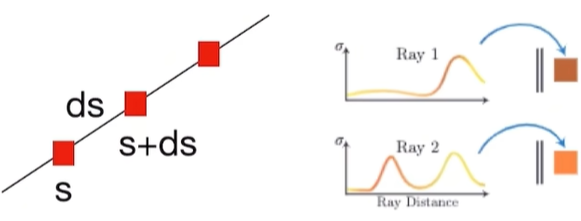 ds
s+ds
s
σ
Ray 1
σ
Ray 2
Ray Distance